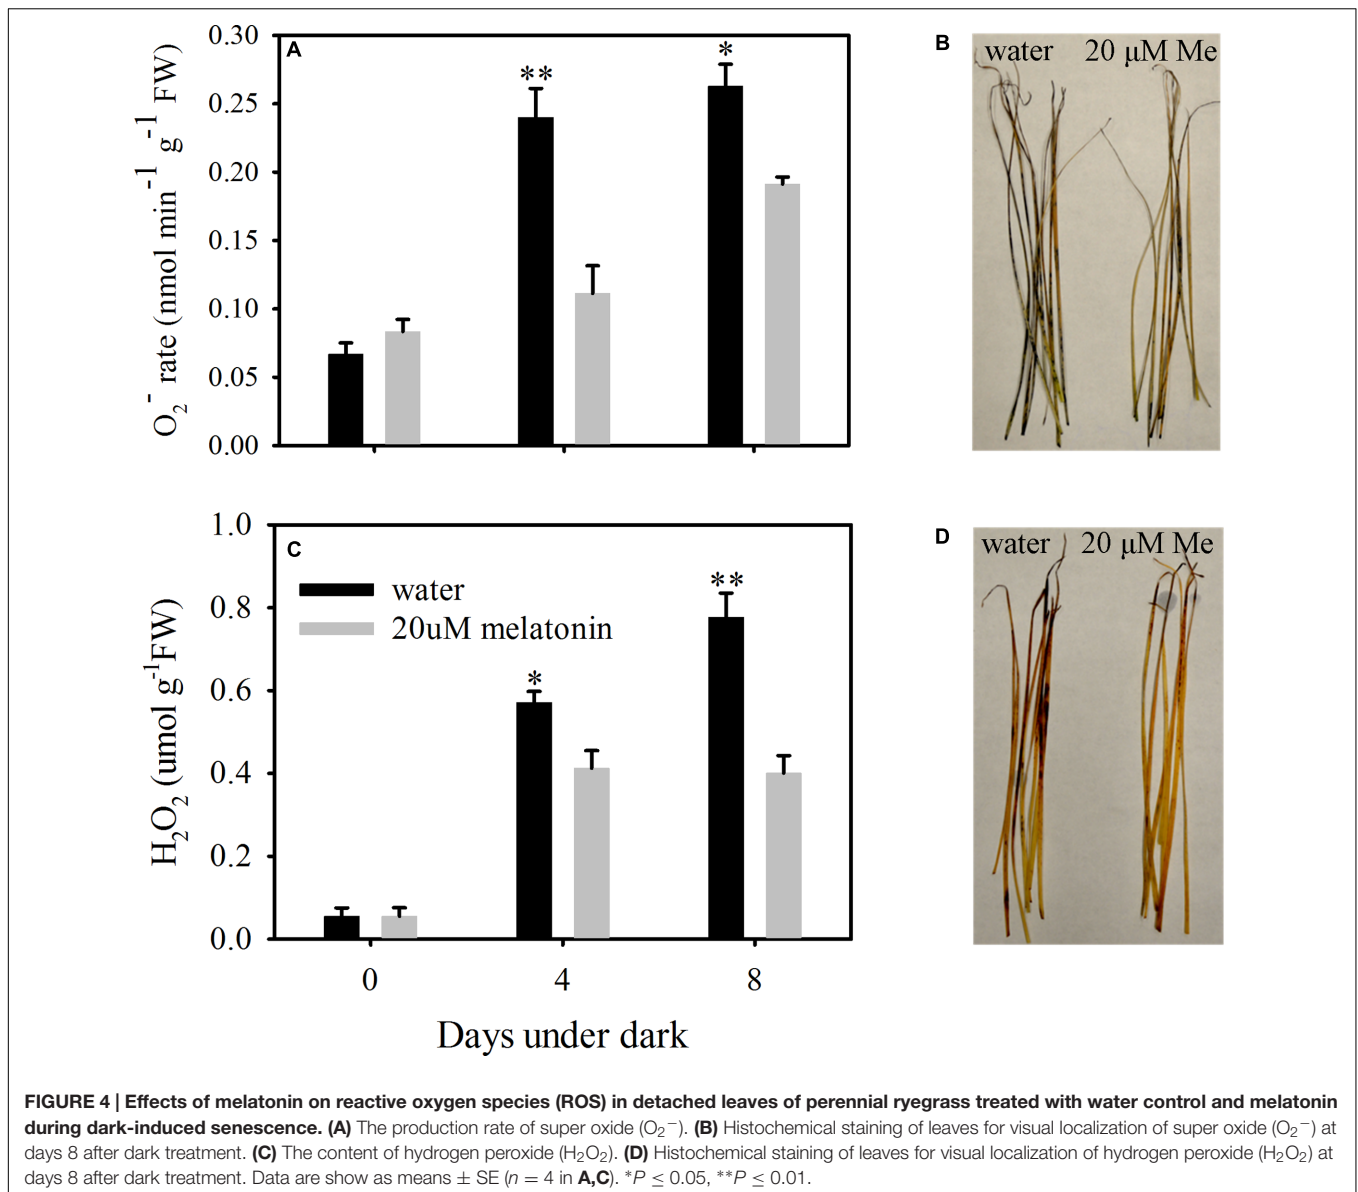 A
0.30
0.25
0.20
0.15
0.10
0.05
0.00
O₂⁻ rate (nmol min⁻¹ g⁻¹ FW)
**
*
B
water 20 μM Me
C
1.0
0.8
0.6
0.4
0.2
0.0
H₂O₂ (umol g⁻¹FW)
water
20uM melatonin
*
**
0 4 8
Days under dark
D
water 20 μM Me
FIGURE 4 | Effects of melatonin on reactive oxygen species (ROS) in detached leaves of perennial ryegrass treated with water control and melatonin
during dark-induced senescence. (A) The production rate of super oxide (O₂⁻). (B) Histochemical staining of leaves for visual localization of super oxide (O₂⁻) at
days 8 after dark treatment. (C) The content of hydrogen peroxide (H₂O₂). (D) Histochemical staining of leaves for visual localization of hydrogen peroxide (H₂O₂) at
days 8 after dark treatment. Data are show as means ± SE (n = 4 in A,C). *P ≤ 0.05, **P ≤ 0.01.